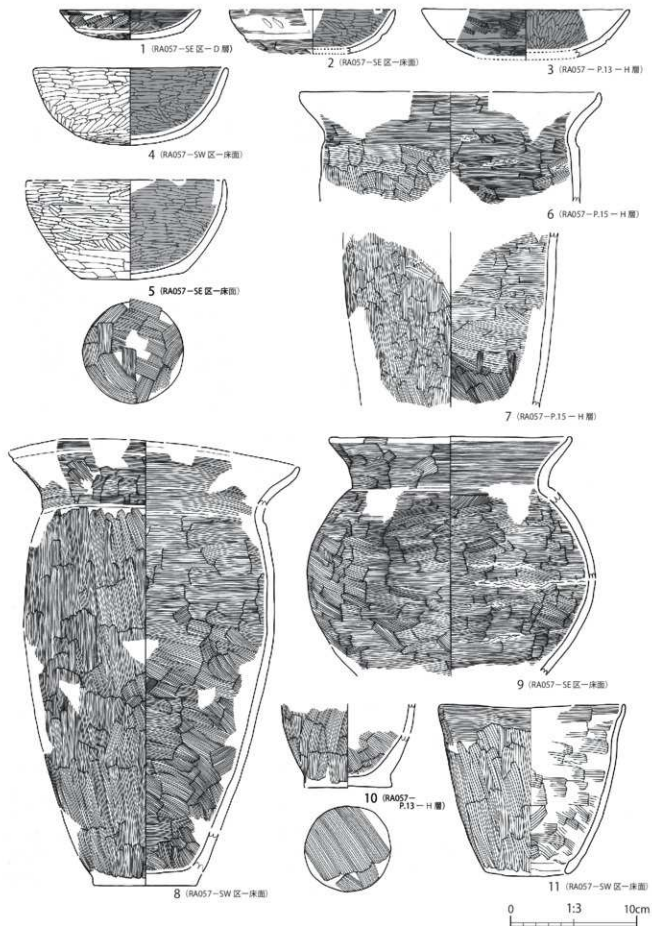 1 (RA057-SE区-D層)
2 (RA057-SE区-床面)
3 (RA057-P.13-H層)
4 (RA057-SW区-床面)
5 (RA057-SE区-床面)
6 (RA057-P.15-H層)
7 (RA057-P.15-H層)
8 (RA057-SW区-床面)
9 (RA057-SE区-床面)
10 (RA057-
P.13-H層)
11 (RA057-SW区-床面)
0 1:3 10cm